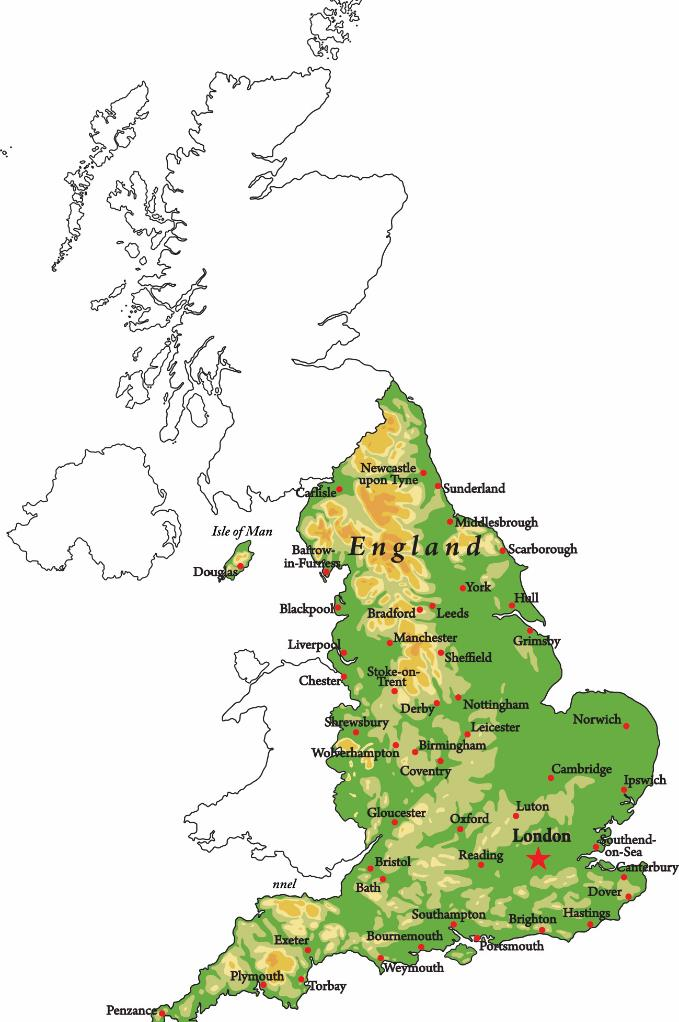 Newcastle
upon Tyne
Carlisle
Sunderland
Middlesbrough
Isle of Man
England
Barrow-
in-Furness
Scarborough
Douglas
York
Blackpool
Bradford
Leeds
Hull
Manchester
Grimsby
Liverpool
Sheffield
Chester
Stoke-on-
Trent
Derby
Nottingham
Shrewsbury
Leicester
Norwich
Wolverhampton
Birmingham
Coventry
Cambridge
Ipswich
Gloucester
Oxford
Luton
London
Southend-
on-Sea
Reading
Bristol
Canterbury
Bath
nnel
Dover
Southampton
Brighton
Hastings
Exeter
Bournemouth
Portsmouth
Weymouth
Plymouth
Torbay
Penzance